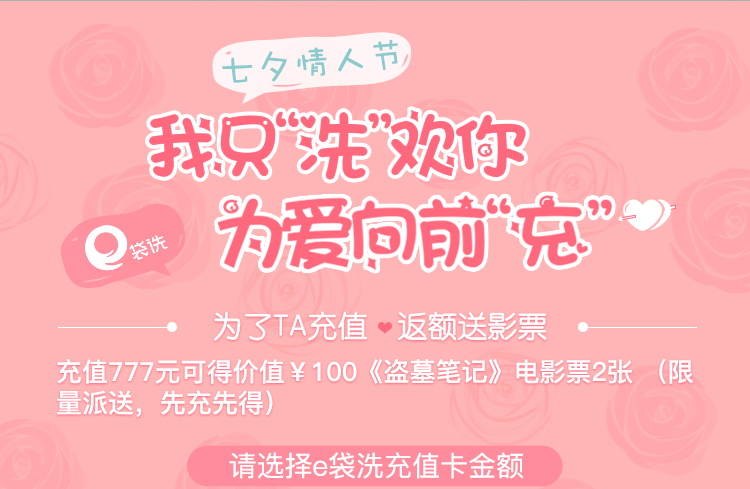 七夕情人节
我只“洗”欢你
为爱向前“充”
e袋洗
为了TA充值❤返额送影票
充值777元可得价值￥100《盗墓笔记》电影票2张 （限
量派送，先充先得）
请选择e袋洗充值卡金额